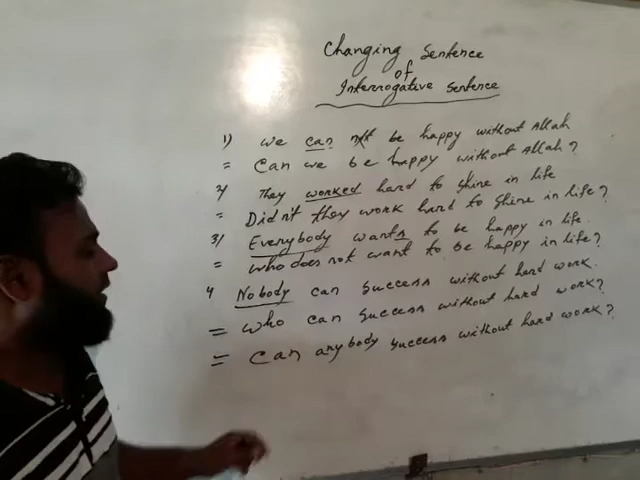 Changing Sentence
of
Interrogative Sentence
1) We can not be happy without Allah
= Can we be happy without Allah?
2) They worked hard to shine in life
= Didn't they work hard to shine in life?
3) Everybody wants to be happy in life.
= Who does not want to be happy in life?
4) Nobody can success without hard work.
= Who can success without hard work?
= Can anybody success without hard work?